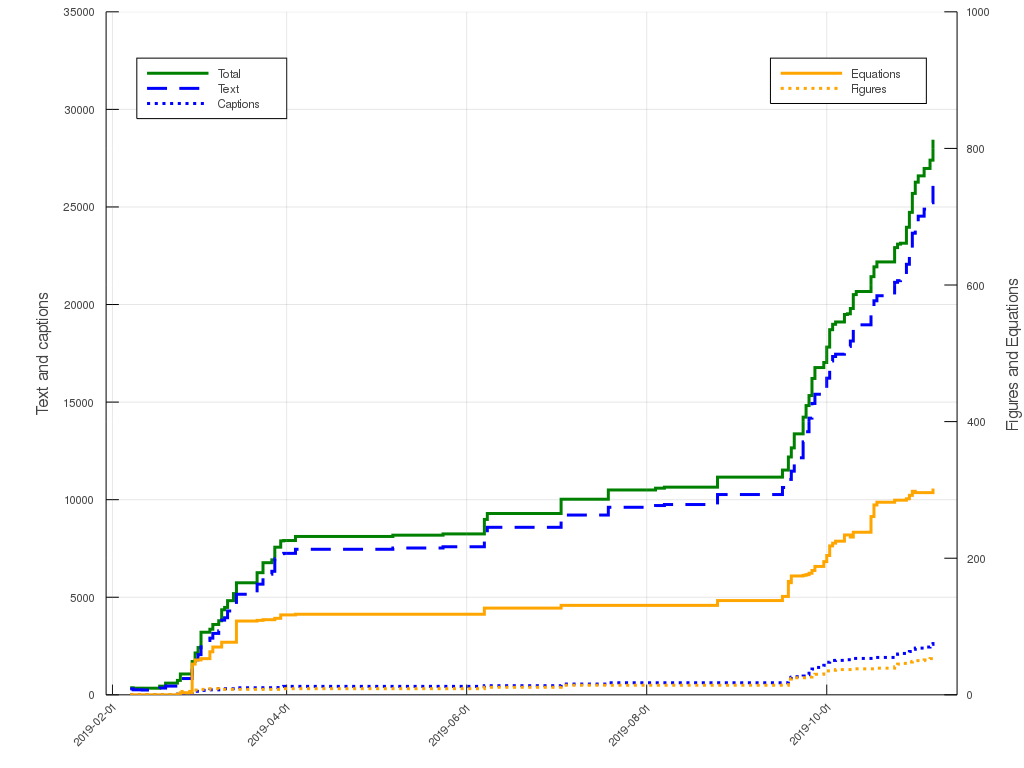 35000
30000
25000
20000
15000
10000
5000
0
Text and captions
Total
Text
Captions
Equations
Figures
1000
800
600
400
200
0
Figures and Equations
2019-02-01
2019-04-01
2019-06-01
2019-08-01
2019-10-01